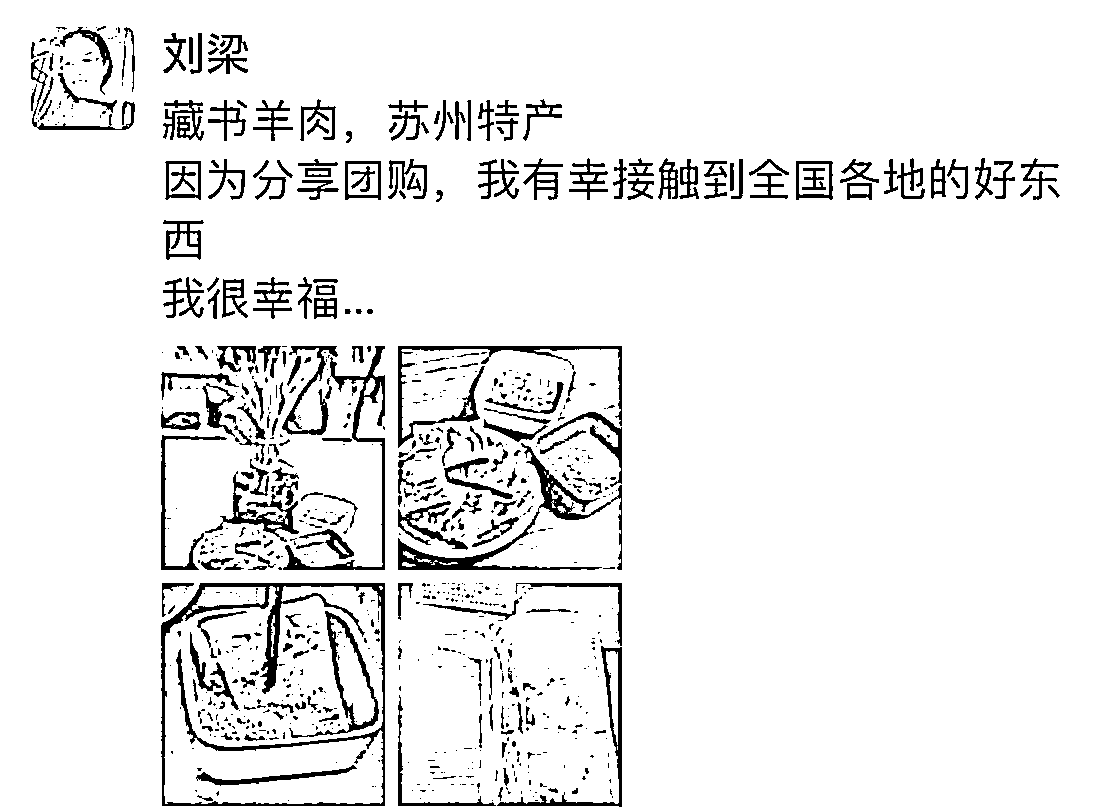 刘梁
藏书羊肉，苏州特产
因为分享团购，我有幸接触到全国各地的好东
西
我很幸福...